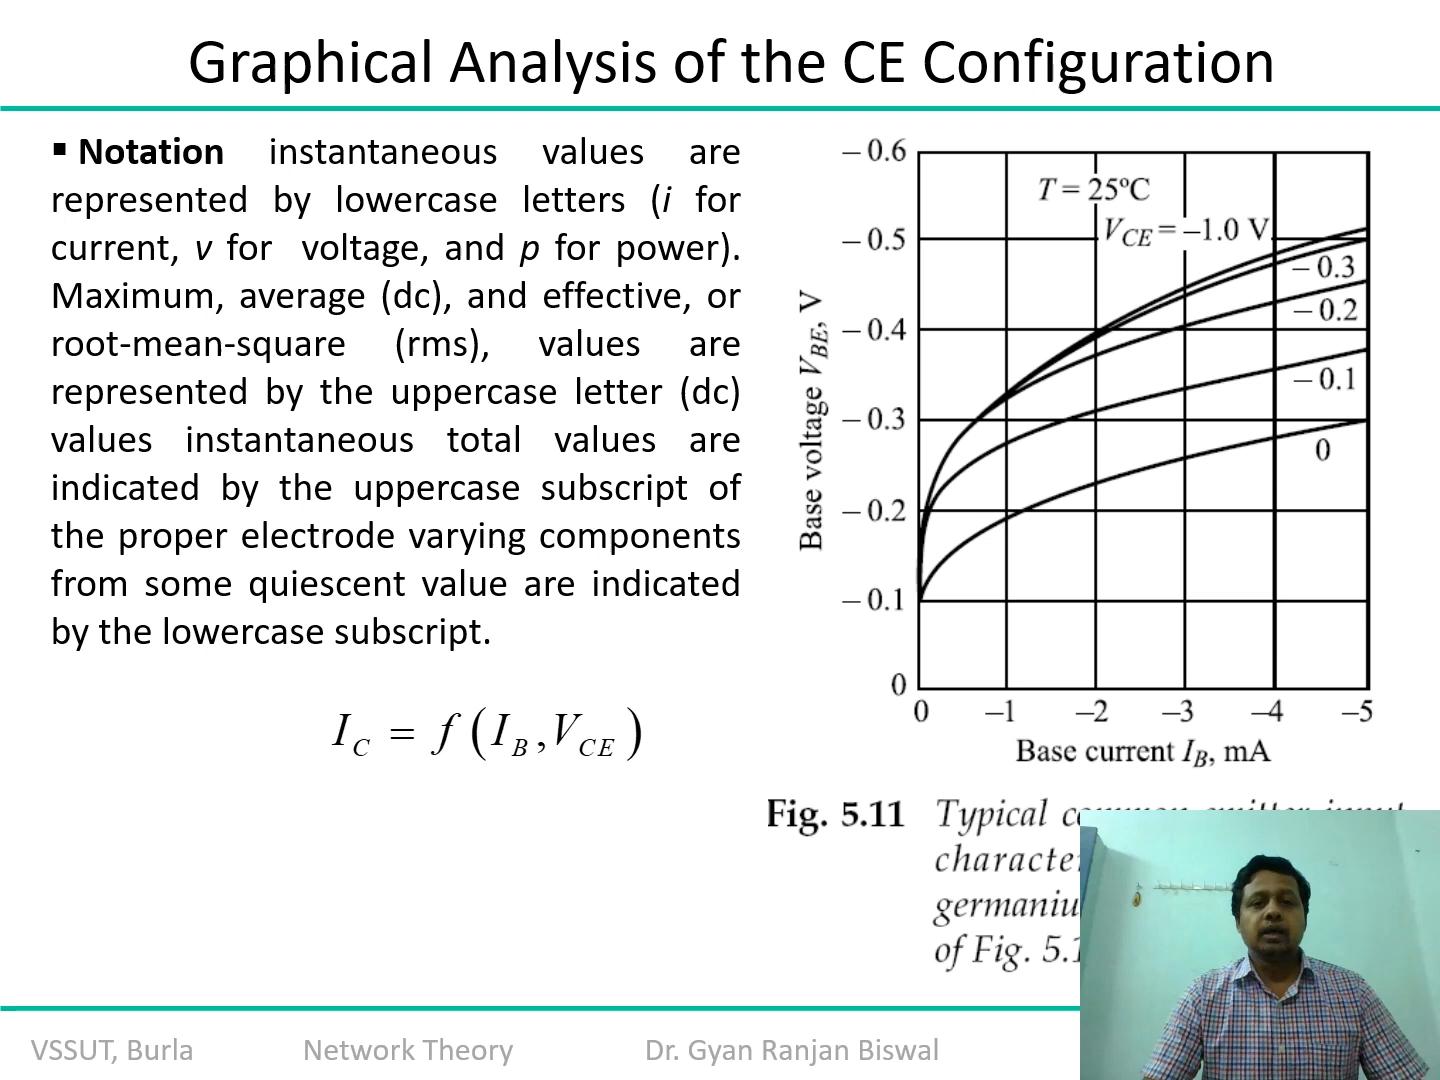 Graphical Analysis of the CE Configuration
▪ Notation instantaneous values are
represented by lowercase letters (i for
current, v for voltage, and p for power).
Maximum, average (dc), and effective, or
root-mean-square (rms), values are
represented by the uppercase letter (dc)
values instantaneous total values are
indicated by the uppercase subscript of
the proper electrode varying components
from some quiescent value are indicated
by the lowercase subscript.
I_C = f (I_B, V_CE)
Base voltage V_BE, V
– 0.6
– 0.5
– 0.4
– 0.3
– 0.2
– 0.1
0
T = 25ºC
V_CE = –1.0 V
– 0.3
– 0.2
– 0.1
0
0 –1 –2 –3 –4 –5
Base current I_B, mA
Fig. 5.11 Typical common-emitter input
of Fig.
VSSUT, Burla Network Theory Dr. Gyan Ranjan Biswal